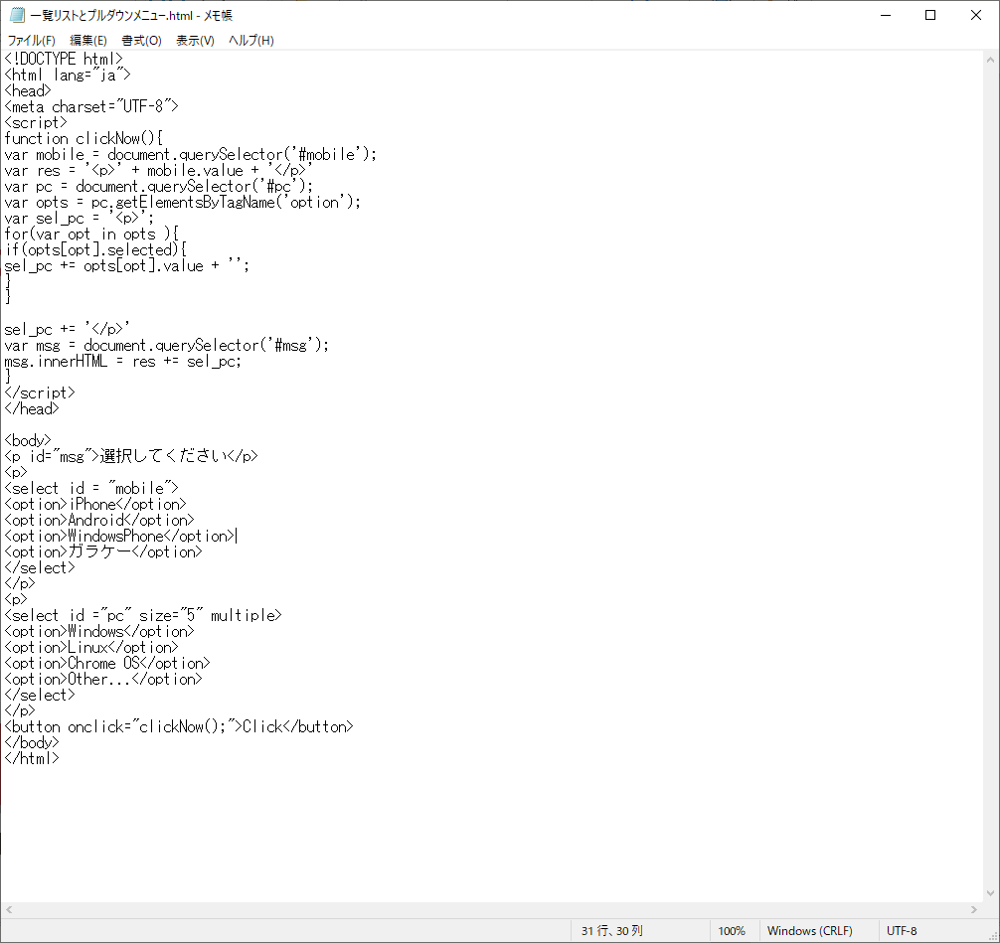 一覧リストとプルダウンメニュー.html - メモ帳
ファイル(F) 編集(E) 書式(O) 表示(V) ヘルプ(H)
<!DOCTYPE html>
<html lang="ja">
<head>
<meta charset="UTF-8">
<script>
function clickNow(){
var mobile = document.querySelector('#mobile');
var res = '<p>' + mobile.value + '</p>'
var pc = document.querySelector('#pc');
var opts = pc.getElementsByTagName('option');
var sel_pc = '<p>';
for(var opt in opts ){
if(opts[opt].selected){
sel_pc += opts[opt].value + '';
}
}
sel_pc += '</p>'
var msg = document.querySelector('#msg');
msg.innerHTML = res += sel_pc;
}
</script>
</head>
<body>
<p id="msg">選択してください</p>
<p>
<select id = "mobile">
<option>iPhone</option>
<option>Android</option>
<option>WindowsPhone</option>
<option>ガラケー</option>
</select>
</p>
<p>
<select id ="pc" size="5" multiple>
<option>Windows</option>
<option>Linux</option>
<option>Chrome OS</option>
<option>Other...</option>
</select>
</p>
<button onclick="clickNow();">Click</button>
</body>
</html>
31 行、30 列 100% Windows (CRLF) UTF-8